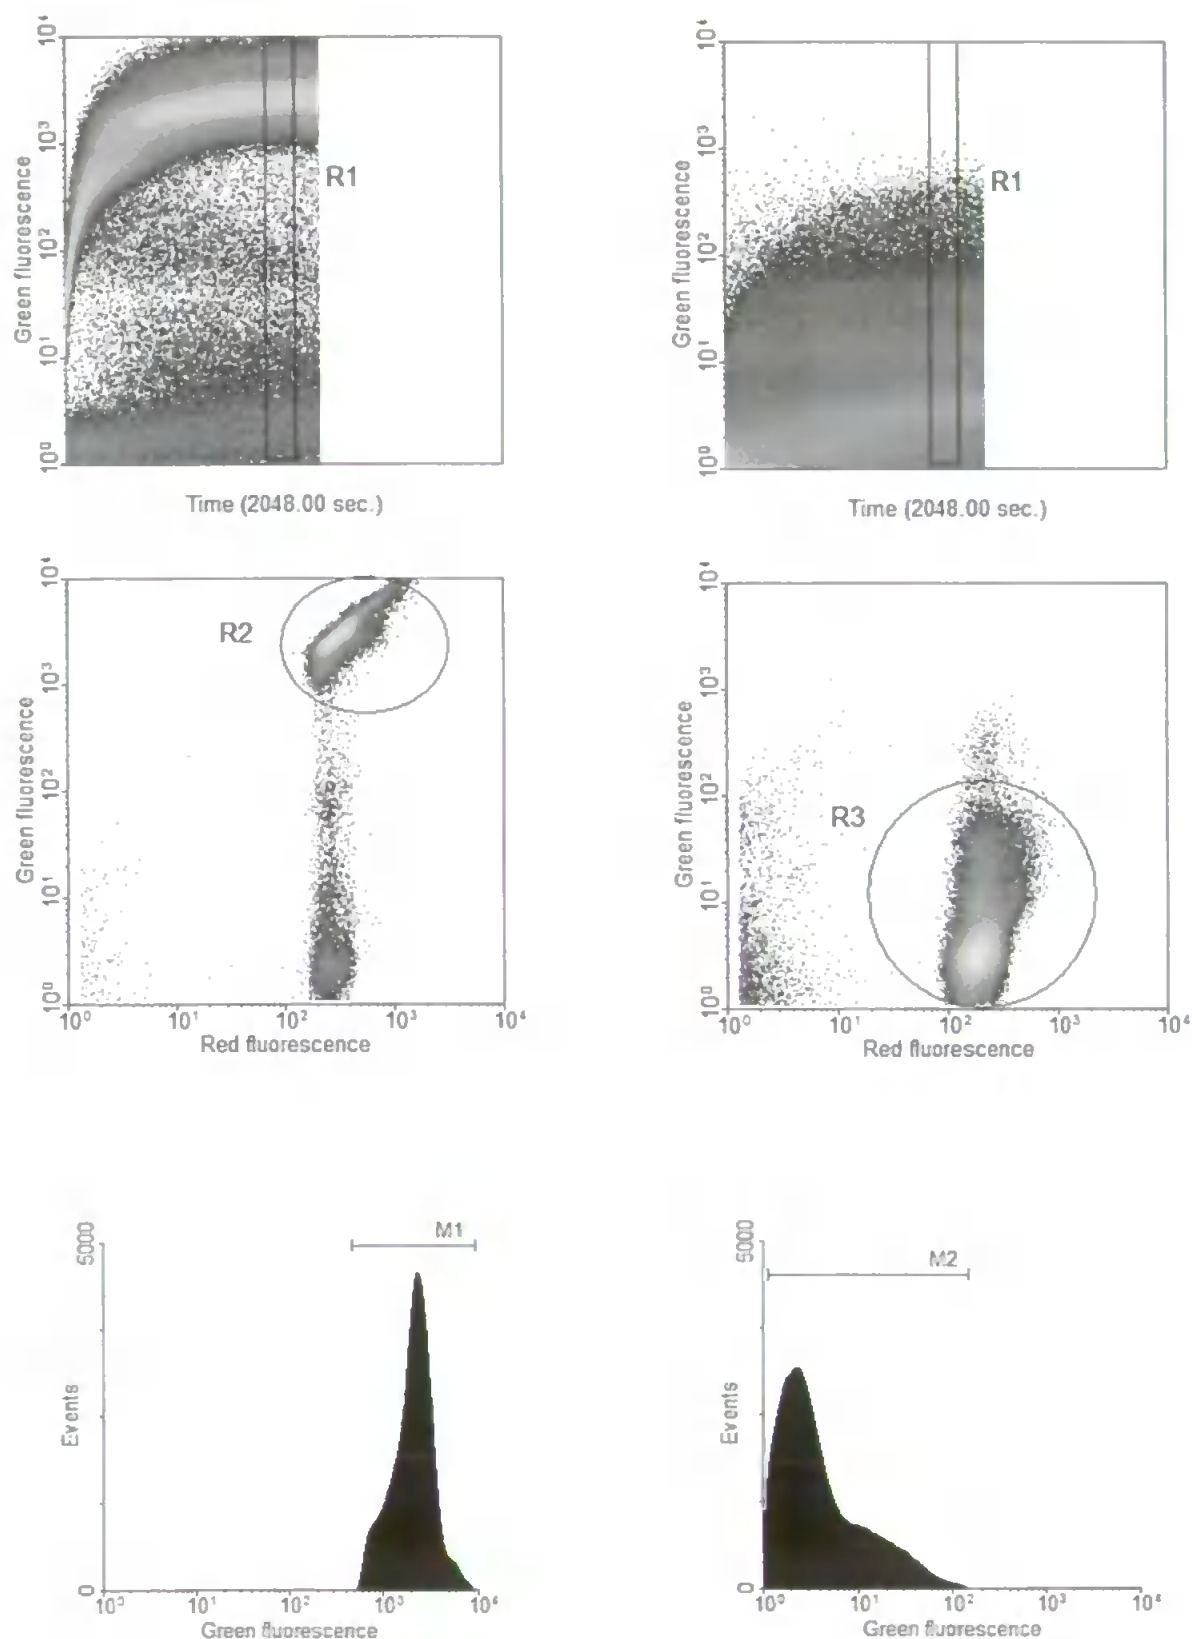 10⁴
10³
10²
10¹
10⁰
Green fluorescence
R1
Time (2048.00 sec.)
10⁴
10³
10²
10¹
10⁰
Green fluorescence
R1
Time (2048.00 sec.)
10⁴
10³
10²
10¹
10⁰
Green fluorescence
R2
10⁰ 10¹ 10² 10³ 10⁴
Red fluorescence
10⁴
10³
10²
10¹
10⁰
Green fluorescence
R3
10⁰ 10¹ 10² 10³ 10⁴
Red fluorescence
5000
0
Events
M1
10⁰ 10¹ 10² 10³ 10⁴
Green fluorescence
5000
0
Events
M2
10⁰ 10¹ 10² 10³ 10⁴
Green fluorescence